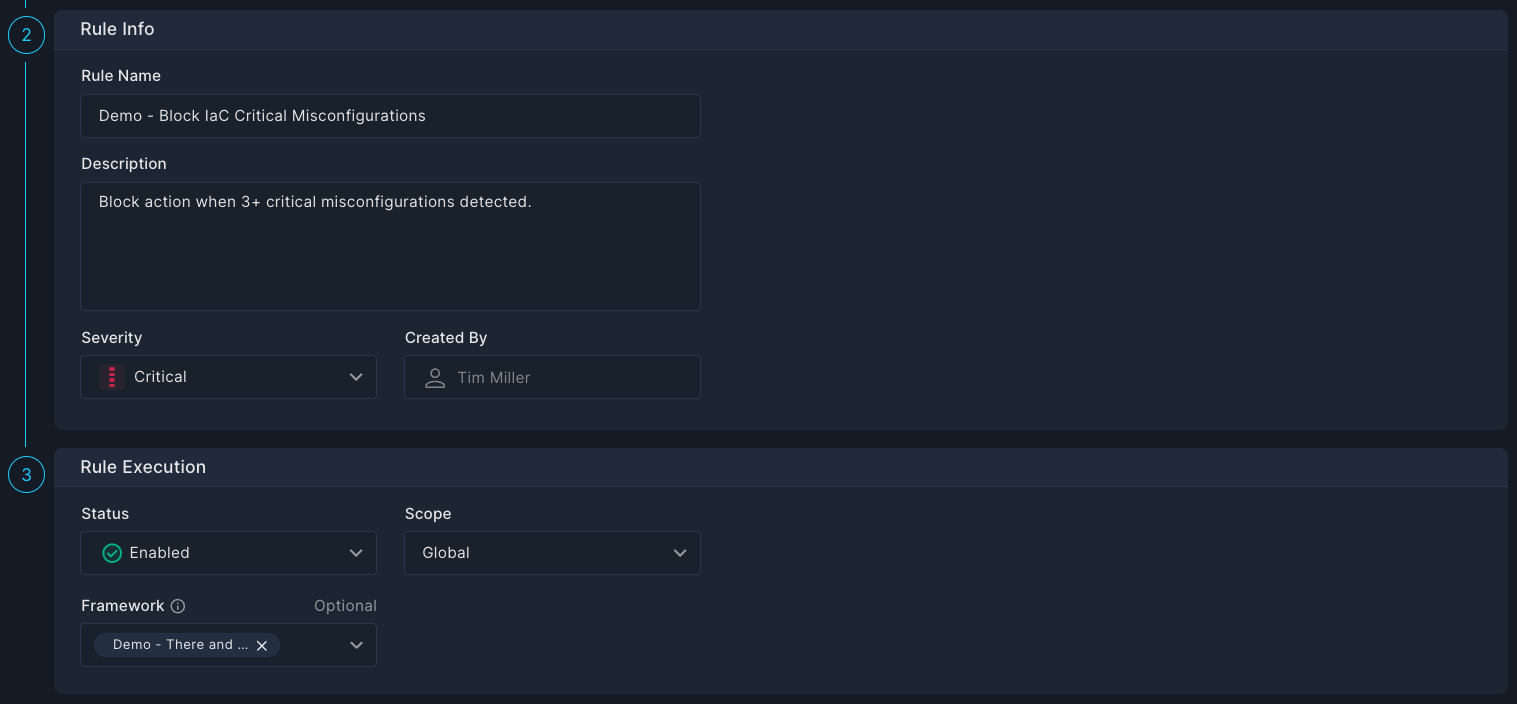 2
Rule Info
Rule Name
Demo - Block IaC Critical Misconfigurations
Description
Block action when 3+ critical misconfigurations detected.
Severity
Created By
Critical
Tim Miller
3
Rule Execution
Status
Scope
Enabled
Global
Framework
Optional
Demo - There and ...